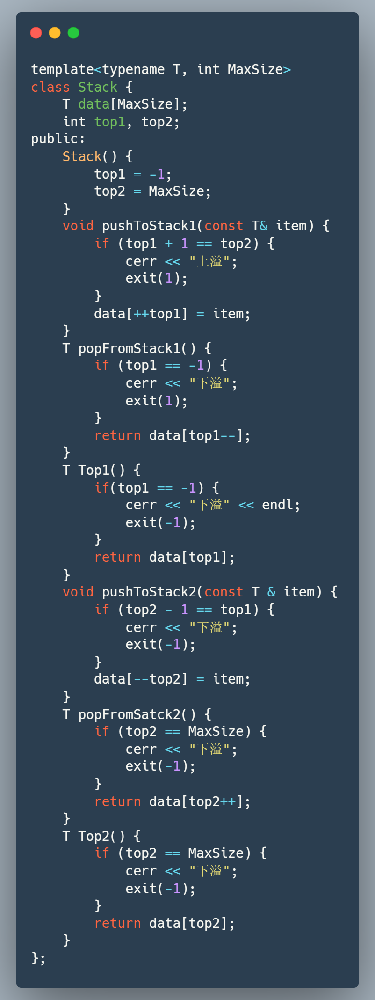 template<typename T, int MaxSize>
class Stack {
    T data[MaxSize];
    int top1, top2;
public:
    Stack() {
        top1 = -1;
        top2 = MaxSize;
    }
    void pushToStack1(const T& item) {
        if (top1 + 1 == top2) {
            cerr << "上溢";
            exit(1);
        }
        data[++top1] = item;
    }
    T popFromStack1() {
        if (top1 == -1) {
            cerr << "下溢";
            exit(1);
        }
        return data[top1--];
    }
    T Top1() {
        if(top1 == -1) {
            cerr << "下溢" << endl;
            exit(-1);
        }
        return data[top1];
    }
    void pushToStack2(const T & item) {
        if (top2 - 1 == top1) {
            cerr << "下溢";
            exit(-1);
        }
        data[--top2] = item;
    }
    T popFromSatck2() {
        if (top2 == MaxSize) {
            cerr << "下溢";
            exit(-1);
        }
        return data[top2++];
    }
    T Top2() {
        if (top2 == MaxSize) {
            cerr << "下溢";
            exit(-1);
        }
        return data[top2];
    }
};